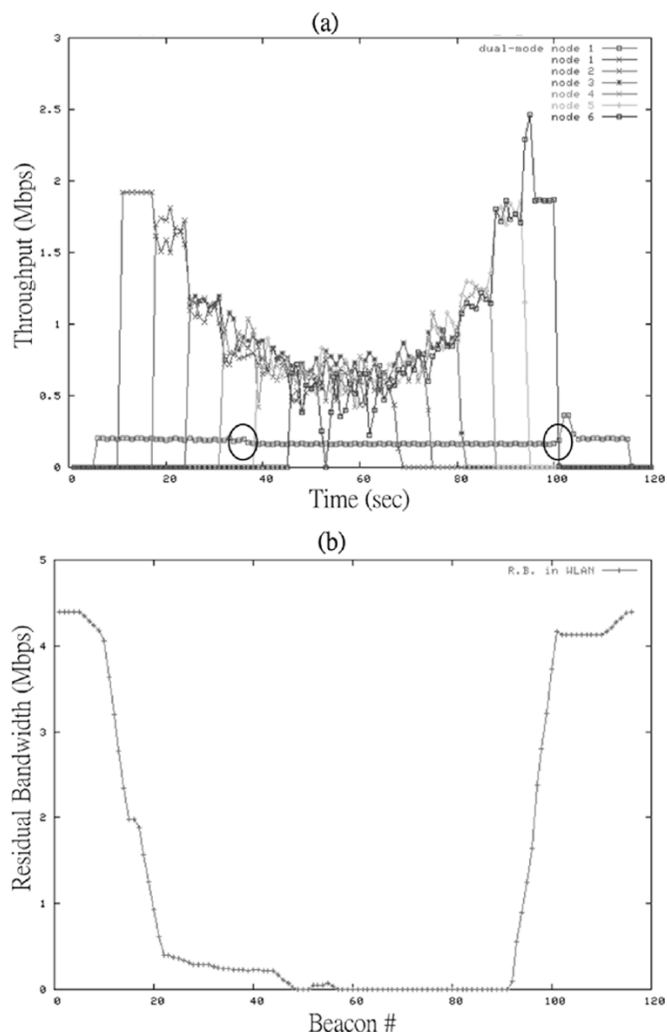 (a)
3
2.5
2
1.5
1
0.5
0
Throughput (Mbps)
dual-mode node 1
node 1
node 2
node 3
node 4
node 5
node 6
0 20 40 60 80 100 120
Time (sec)
(b)
5
4
3
2
1
0
Residual Bandwidth (Mbps)
R.B. in WLAN
0 20 40 60 80 100 120
Beacon #